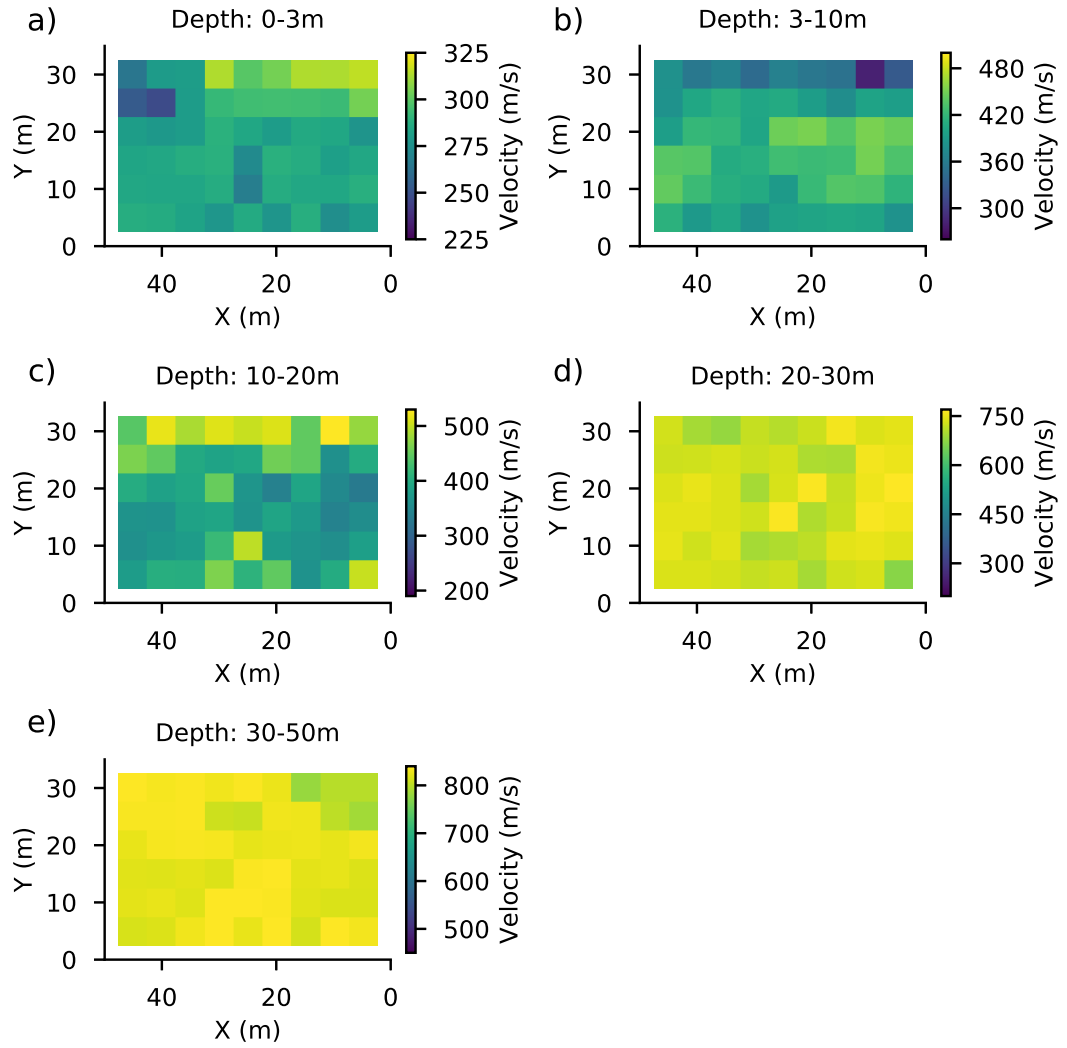 a)
Depth: 0-3m
Y (m)
30
20
10
0
40
20
0
X (m)
325
300
275
250
225
Velocity (m/s)
b)
Depth: 3-10m
Y (m)
30
20
10
0
40
20
0
X (m)
480
420
360
300
Velocity (m/s)
c)
Depth: 10-20m
Y (m)
30
20
10
0
40
20
0
X (m)
500
400
300
200
Velocity (m/s)
d)
Depth: 20-30m
Y (m)
30
20
10
0
40
20
0
X (m)
750
600
450
300
Velocity (m/s)
e)
Depth: 30-50m
Y (m)
30
20
10
0
40
20
0
X (m)
800
700
600
500
Velocity (m/s)